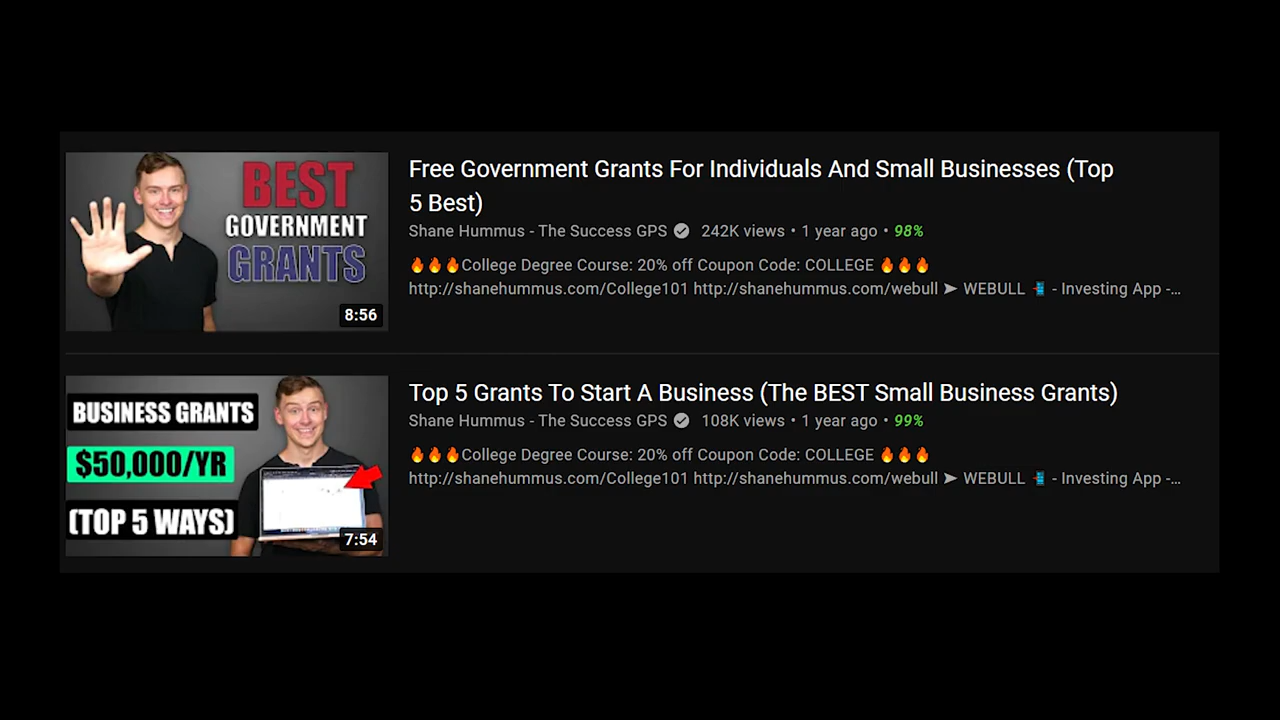 BEST
GOVERNMENT
GRANTS
8:56
Free Government Grants For Individuals And Small Businesses (Top
5 Best)
Shane Hummus - The Success GPS 242K views • 1 year ago • 98%
🔥🔥🔥College Degree Course: 20% off Coupon Code: COLLEGE 🔥🔥🔥
http://shanehummus.com/College101 http://shanehummus.com/webull ➤ WEBULL 📲 - Investing App -...
BUSINESS GRANTS
$50,000/YR
(TOP 5 WAYS)
7:54
Top 5 Grants To Start A Business (The BEST Small Business Grants)
Shane Hummus - The Success GPS 108K views • 1 year ago • 99%
🔥🔥🔥College Degree Course: 20% off Coupon Code: COLLEGE 🔥🔥🔥
http://shanehummus.com/College101 http://shanehummus.com/webull ➤ WEBULL 📲 - Investing App -...